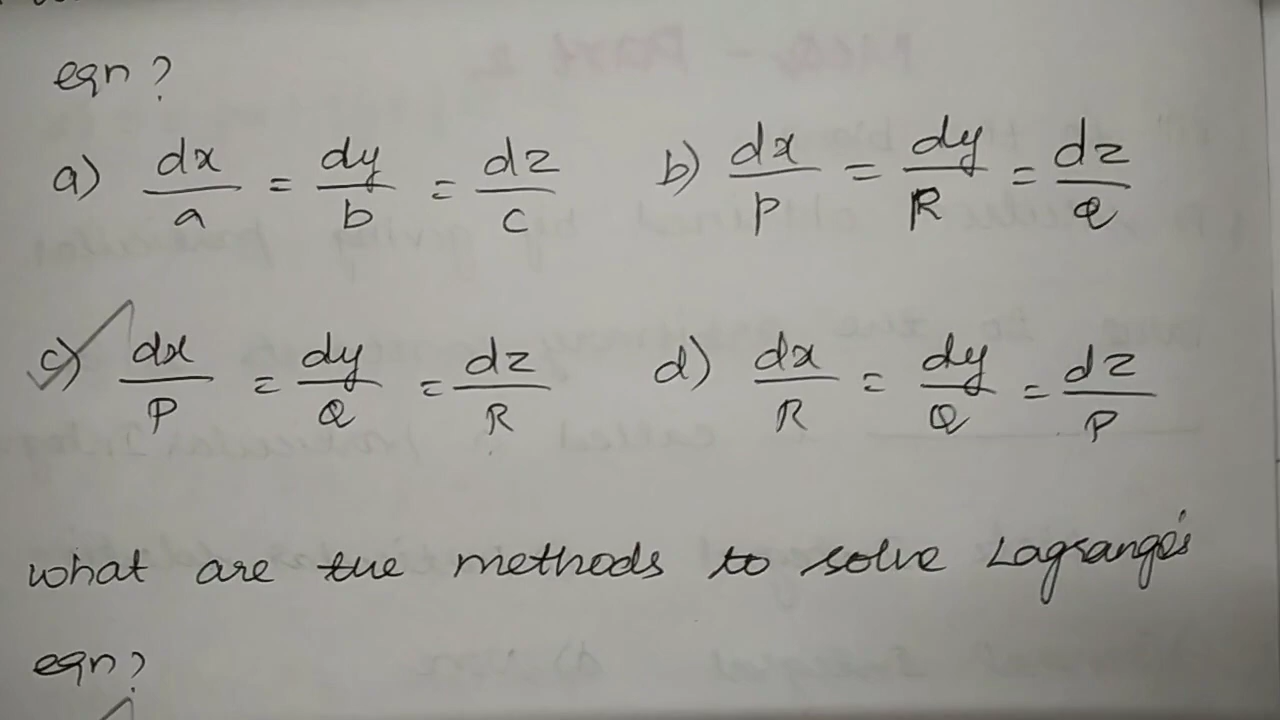 eqn?
a) dx/a = dy/b = dz/c b) dx/P = dy/R = dz/Q
c) dx/P = dy/Q = dz/R d) dx/R = dy/Q = dz/P
what are the methods to solve Lagrange's
eqn?